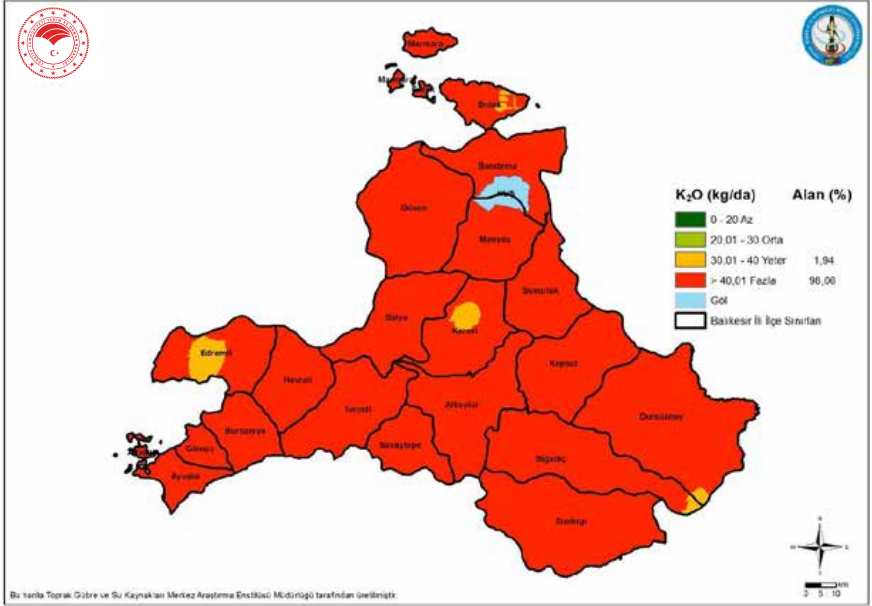 Marmara
Erdek
Bandırma
Gönen
Manyas
Susurluk
Balya
Karesi
Edremit
Havran
Kepsut
İvrindi
Altıeylül
Dursunbey
Burhaniye
Gömeç
Savaştepe
Bigadiç
Ayvalık
Sındırgı
K₂O (kg/da) Alan (%)
0 - 20 Az
20,01 - 30 Orta
30,01 - 40 Yeter 1,94
> 40,01 Fazla 98,06
Göl
Balıkesir İli İlçe Sınırları
N
W E
S
Km
0 5 10
Bu harita Toprak Gübre ve Su Kaynakları Merkez Araştırma Enstitüsü Müdürlüğü tarafından üretilmiştir.